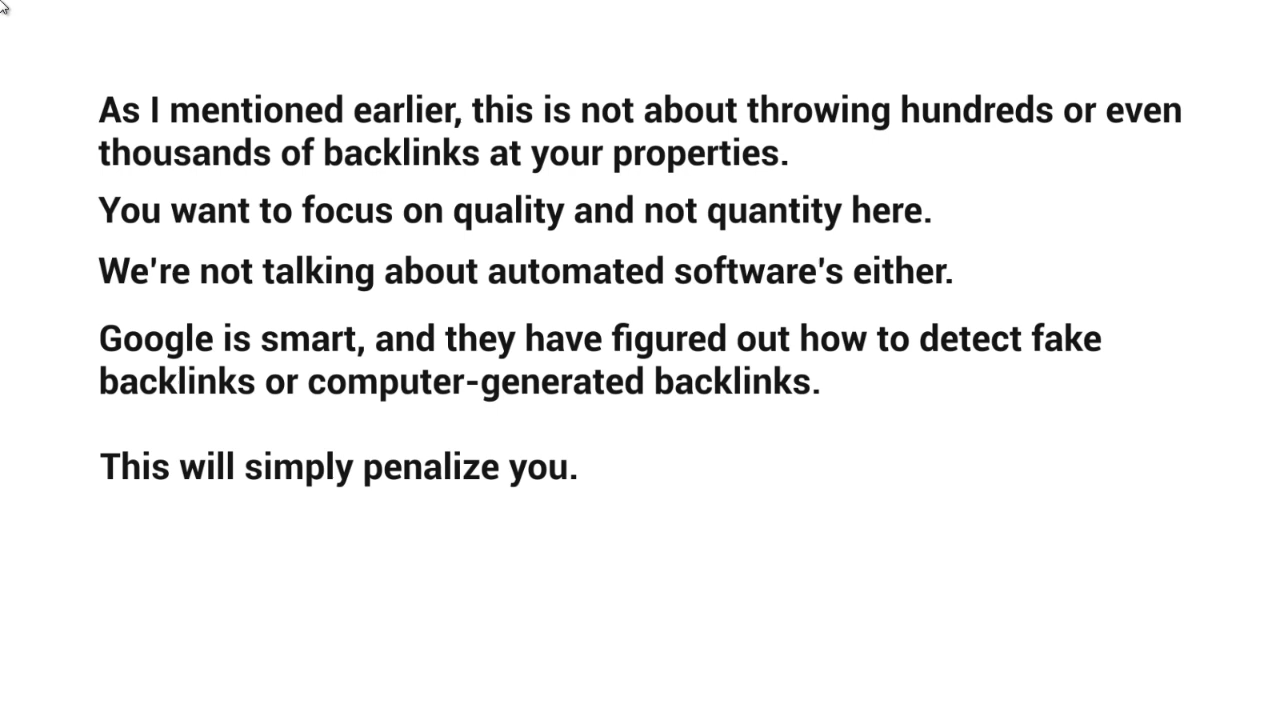 As I mentioned earlier, this is not about throwing hundreds or even
thousands of backlinks at your properties.
You want to focus on quality and not quantity here.
We're not talking about automated software's either.
Google is smart, and they have figured out how to detect fake
backlinks or computer-generated backlinks.
This will simply penalize you.